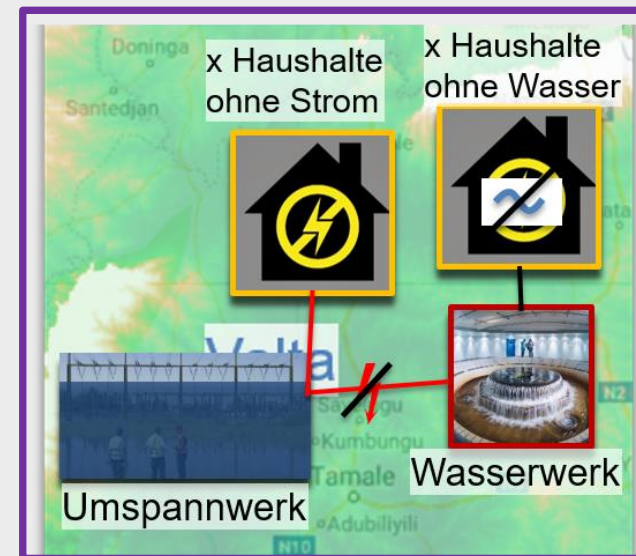 Doninga
x Haushalte
ohne Strom
x Haushalte
ohne Wasser
Santedjan
Volta
N2
Kumbungu
Tamale
Wasserwerk
Umspannwerk
Adubiliyili
N10